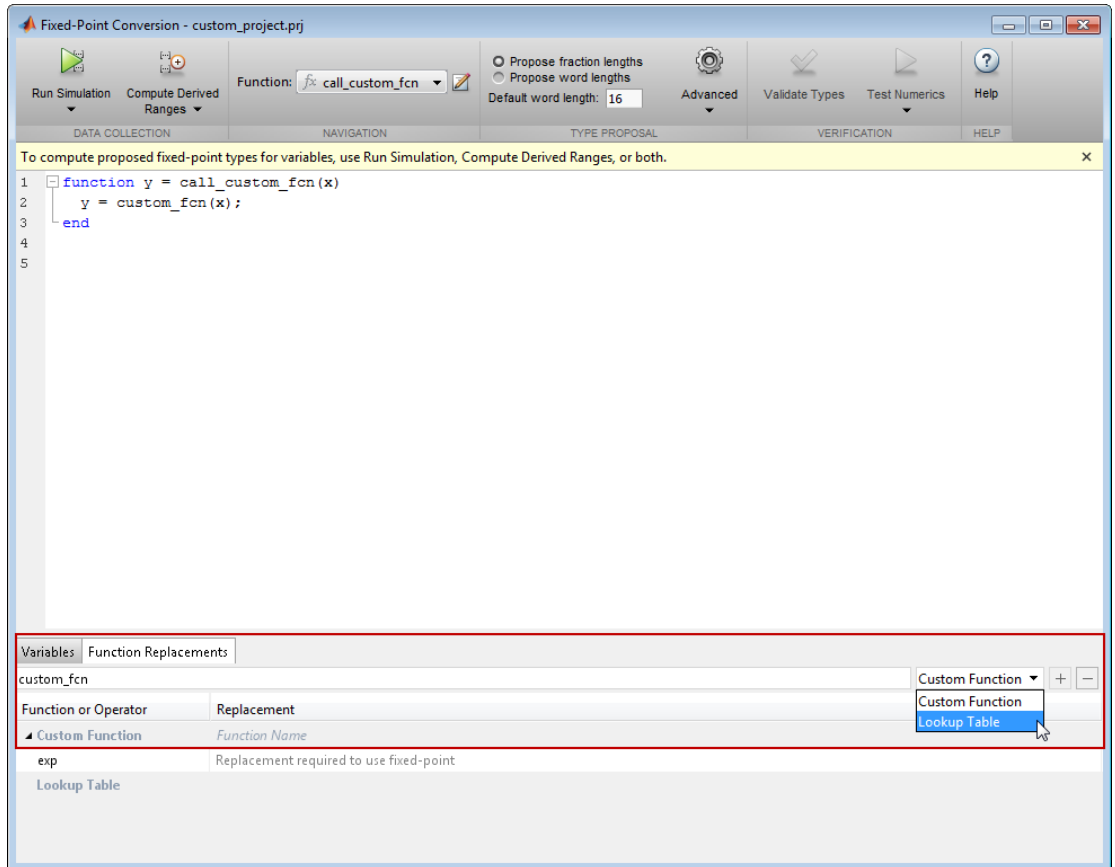 Fixed-Point Conversion - custom_project.prj
Run Simulation
Compute Derived
Ranges
Function: fx call_custom_fcn
Propose fraction lengths
Propose word lengths
Default word length: 16
Advanced
Validate Types
Test Numerics
? Help
DATA COLLECTION
NAVIGATION
TYPE PROPOSAL
VERIFICATION
HELP
To compute proposed fixed-point types for variables, use Run Simulation, Compute Derived Ranges, or both.
1 function y = call_custom_fcn(x)
2 y = custom_fcn(x);
3 end
4
5
Variables Function Replacements
custom_fcn Custom Function
Custom Function
Lookup Table
Function or Operator Replacement
Custom Function Function Name
exp Replacement required to use fixed-point
Lookup Table